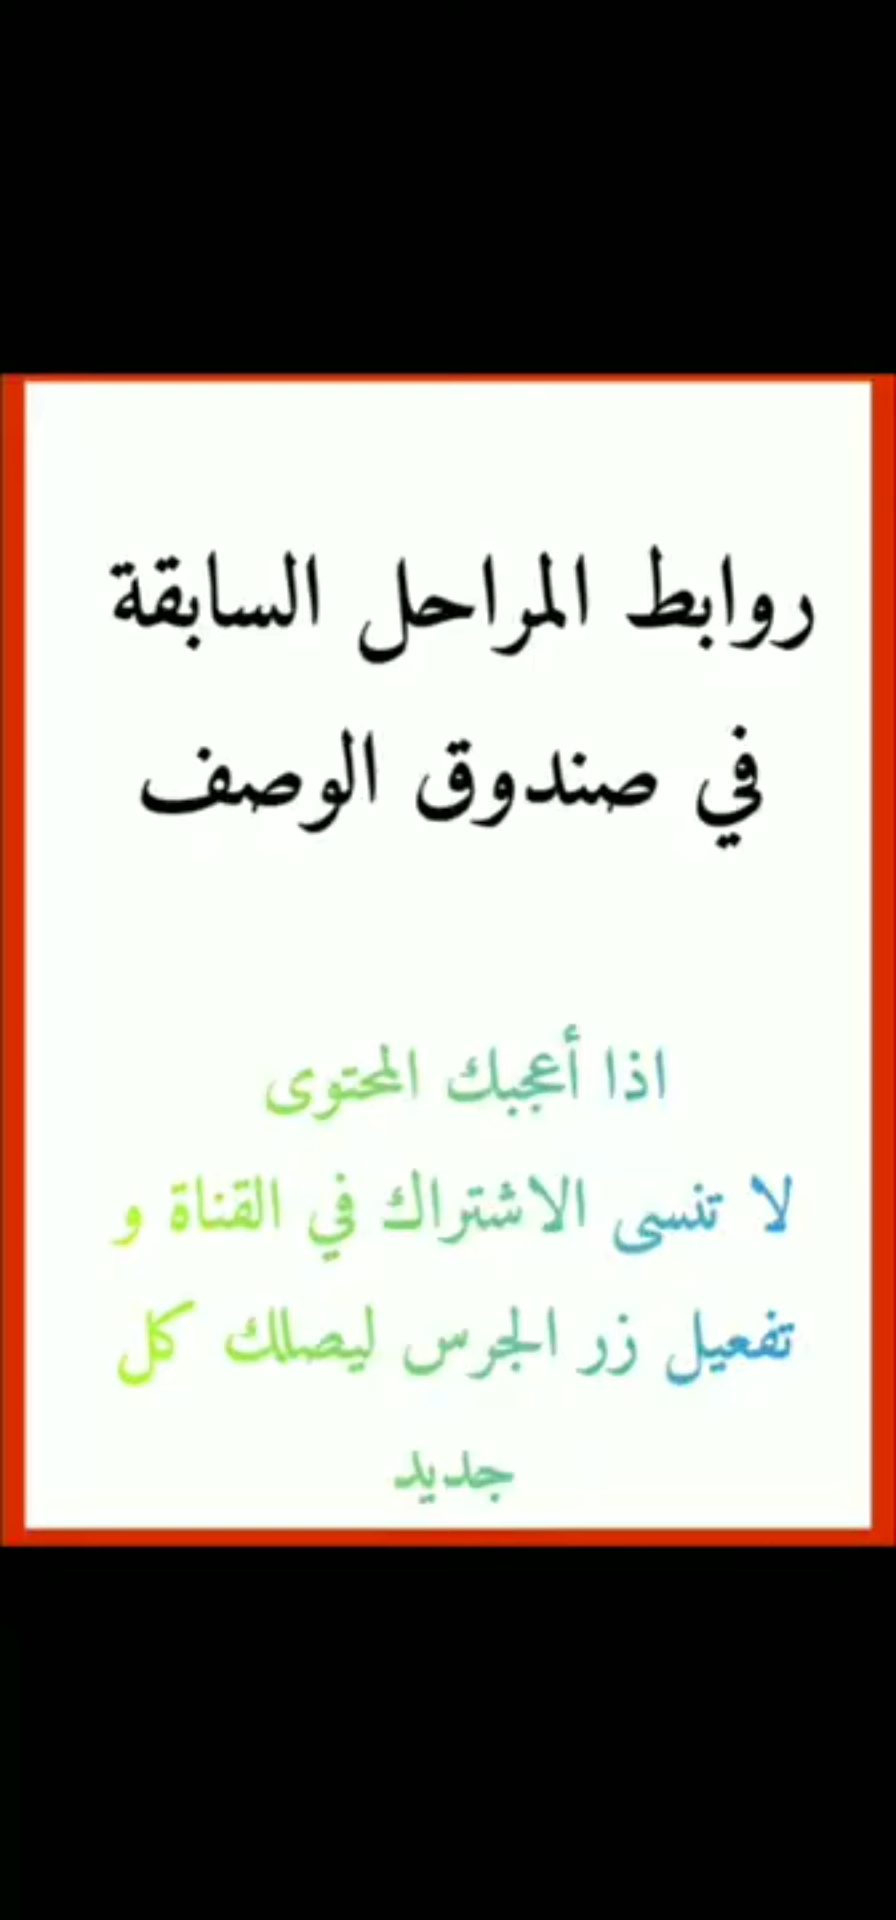 روابط المراحل السابقة
في صندوق الوصف
اذا أعجبك المحتوى
لا تنسى الاشتراك في القناة و
تفعيل زر الجرس ليصلك كل
جديد